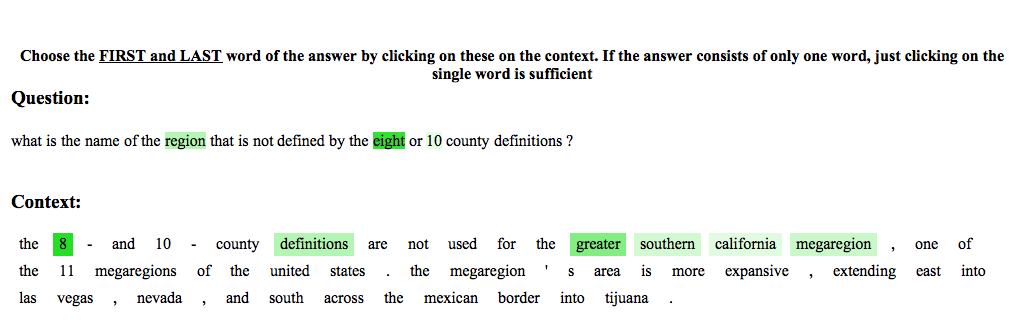 Choose the FIRST and LAST word of the answer by clicking on these on the context. If the answer consists of only one word, just clicking on the
single word is sufficient
Question:
what is the name of the region that is not defined by the eight or 10 county definitions ?
Context:
the 8 - and 10 - county definitions are not used for the greater southern california megaregion , one of
the 11 megaregions of the united states . the megaregion ' s area is more expansive , extending east into
las vegas , nevada , and south across the mexican border into tijuana .